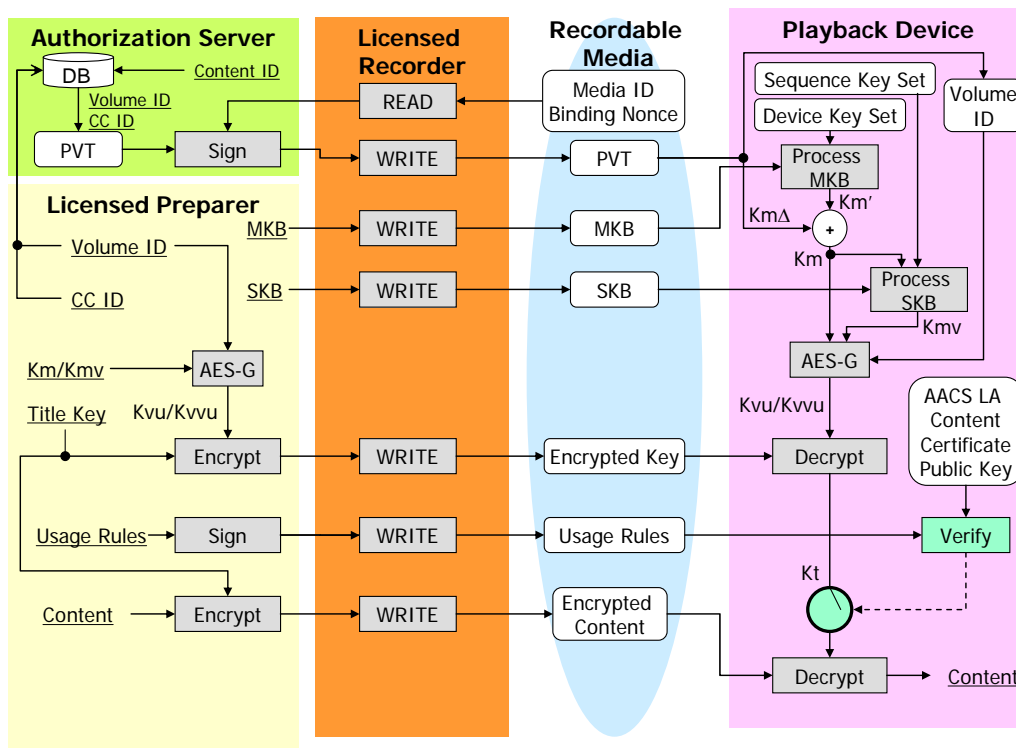 Authorization Server
DB
Content ID
Volume ID
CC ID
PVT
Sign
Licensed Preparer
Volume ID
CC ID
Km/Kmv
AES-G
Title Key
Kvu/Kvvu
Encrypt
Usage Rules
Sign
Content
Encrypt
Licensed
Recorder
READ
WRITE
MKB
WRITE
SKB
WRITE
WRITE
WRITE
WRITE
Recordable
Media
Media ID
Binding Nonce
PVT
MKB
SKB
Encrypted Key
Usage Rules
Encrypted
Content
Playback Device
Sequence Key Set
Volume
ID
Device Key Set
Process
MKB
Km'
KmΔ
+
Km
Process
SKB
Kmv
AES-G
Kvu/Kvvu
AACS LA
Content
Certificate
Public Key
Decrypt
Verify
Kt
Decrypt
Content